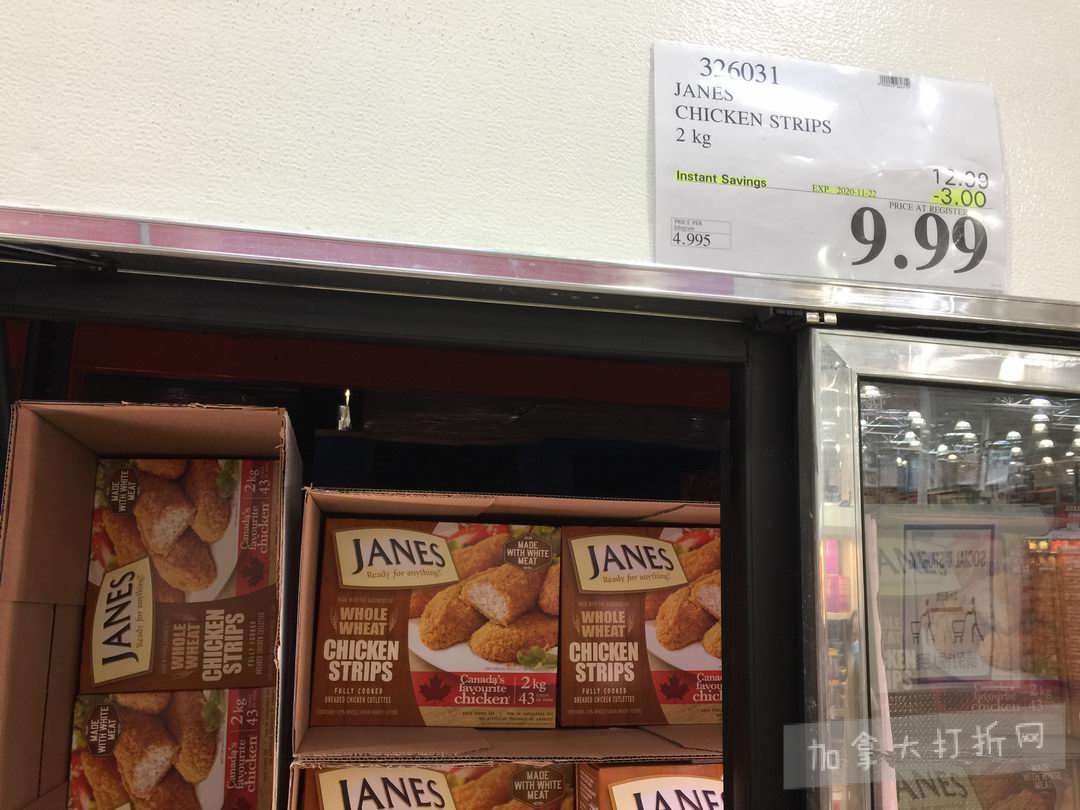 326031
JANES
CHICKEN STRIPS
2 kg
Instant Savings
EXP. 2020-11-22
12.99
-3.00
PRICE AT REGISTER
9.99
PRICE PER
4.995
MADE WITH WHITE MEAT
Canada's favourite chicken
2 kg
43
JANES
Ready for anything!
WHOLE WHEAT
CHICKEN STRIPS
FULLY COOKED
2 kg
43
Canada's
MADE WITH WHITE MEAT
JANES
Ready for anything!
MADE WITH WHITE MEAT
WHOLE WHEAT
CHICKEN STRIPS
FULLY COOKED
BREADED CHICKEN CUTLETTES
Canada's favourite chicken
2 kg
43
JANES
Ready for anything!
WHOLE WHEAT
CHICKEN STRIPS
FULLY COOKED
BREADED CHICKEN CUTLETTES
Canada's
favourite
JANES
MADE WITH WHITE MEAT
JANES
JANES
加拿大打折网